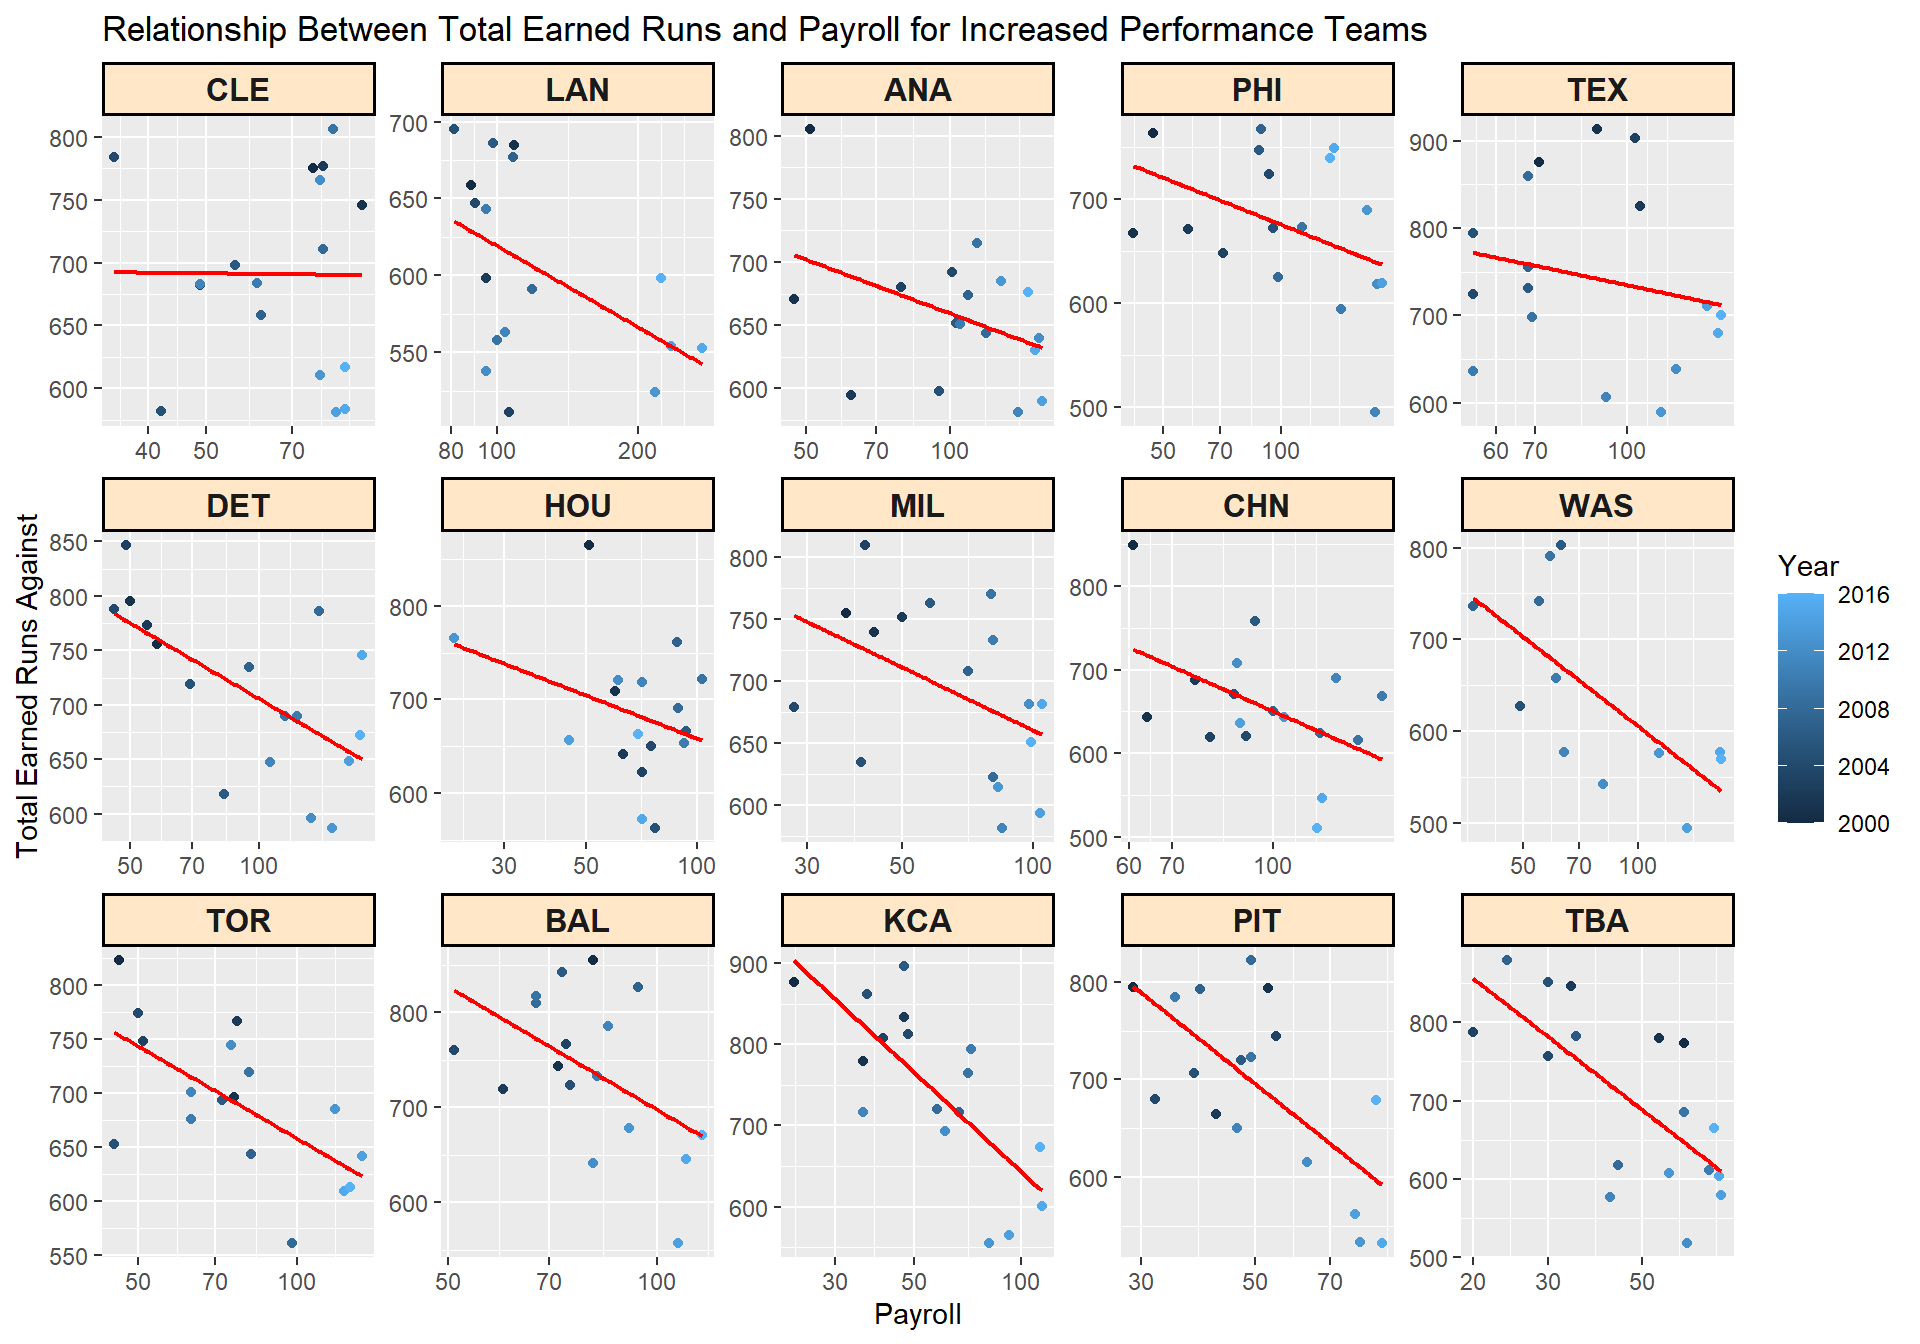 Relationship Between Total Earned Runs and Payroll for Increased Performance Teams
CLE LAN ANA PHI TEX
800 750 700 650 600
40 50 70
700 650 600 550
80 100 200
800 750 700 650 600
50 70 100
700 600 500
50 70 100
900 800 700 600
60 70 100
DET HOU MIL CHN WAS
850 800 750 700 650 600
50 70 100
800 700 600
30 50 100
800 750 700 650 600
30 50 100
800 700 600 500
60 70 100
800 700 600 500
50 70 100
TOR BAL KCA PIT TBA
800 750 700 650 600 550
50 70 100
800 700 600
50 70 100
900 800 700 600
30 50 100
800 700 600
30 50 70
800 700 600 500
20 30 50
Total Earned Runs Against
Payroll
Year
2016
2012
2008
2004
2000